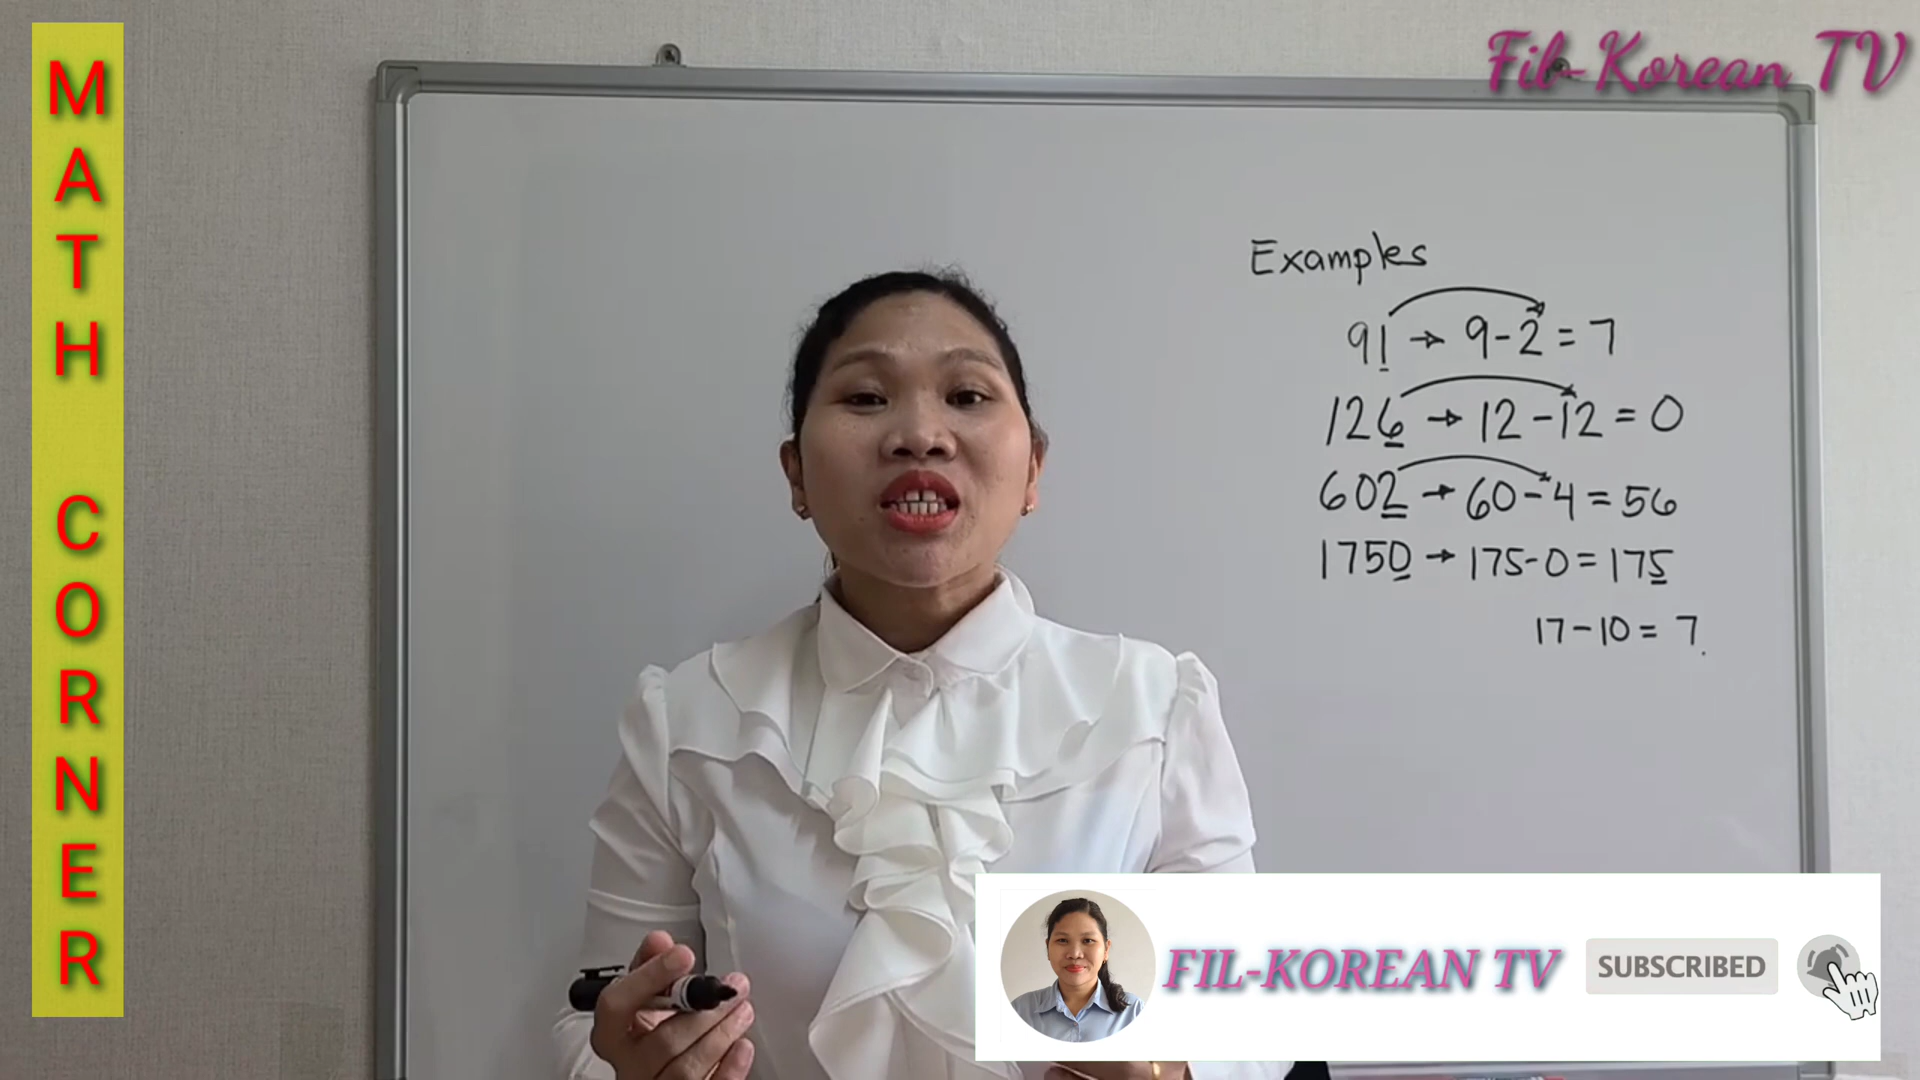 MATH CORNER
Fil-Korean TV
Examples
91 → 9-2=7
126 → 12-12=0
602 → 60-4=56
1750 → 175-0=175
17-10= 7.
FIL-KOREAN TV
SUBSCRIBED